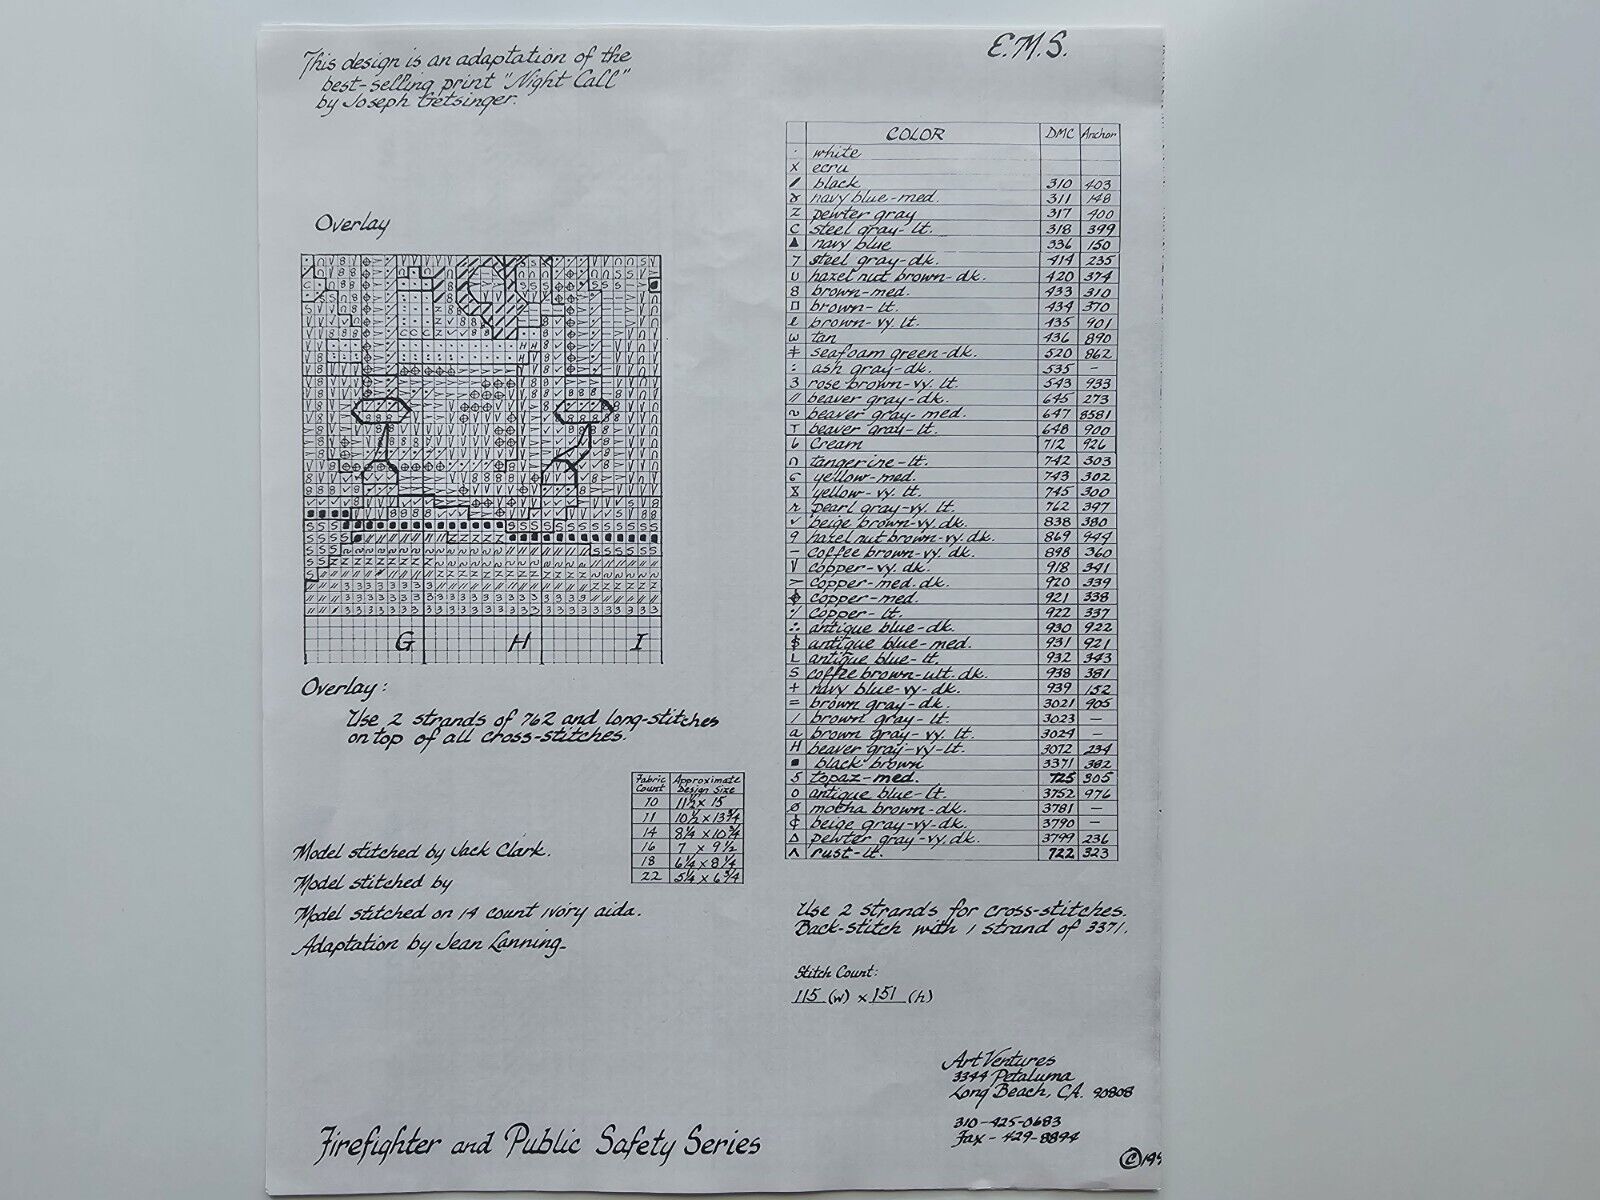 This design is an adaptation of the
best-selling print "Night Call"
by Joseph Getsinger.
E.M.S.
Overlay
G H I
Overlay:
Use 2 strands of 762 and long-stitches
on top of all cross-stitches.
Fabric Count Approximate Design Size
10 11½ x 15
11 10½ x 13¾
14 8¼ x 10¾
16 7 x 9½
18 6¼ x 8¼
22 5¼ x 6¾
Model stitched by Jack Clark.
Model stitched by
Model stitched on 14 count ivory aida.
Adaptation by Jean Lanning
COLOR DMC Anchor
· white
x ecru
/ black 310 403
navy blue-med. 311 148
Z pewter gray 317 400
C steel gray-lt. 318 399
▲ navy blue 336 150
7 steel gray-dk. 414 235
U hazel nut brown-dk. 420 374
8 brown-med. 433 310
brown-lt. 434 370
e brown-vy. lt. 435 901
w tan 436 890
‡ seafoam green-dk. 520 862
: ash gray-dk. 535 -
3 rose brown-vy. lt. 543 933
// beaver gray-dk. 645 273
~ beaver gray-med. 647 8581
T beaver gray-lt. 648 900
6 cream 712 926
∩ tangerine-lt. 742 303
yellow-med. 743 302
yellow-vy. lt. 745 300
r pearl gray-vy. lt. 762 397
✓ beige brown-vy. dk. 838 380
9 hazel nut brown-vy. dk. 869 944
- coffee brown-vy. dk. 898 360
V copper-vy. dk. 918 341
> copper-med. dk. 920 339
copper-med. 921 338
copper-lt. 922 337
∴ antique blue-dk. 930 922
$ antique blue-med. 931 921
L antique blue-lt. 932 343
S coffee brown-ult. dk. 938 381
+ navy blue-vy-dk. 939 152
= brown gray-dk. 3021 905
/ brown gray-lt. 3023 -
a brown gray-vy. lt. 3024 -
H beaver gray-vy-lt. 3072 234
■ black brown 3371 382
5 topaz-med. 725 305
o antique blue-lt. 3752 976
ø mocha brown-dk. 3781 -
¢ beige gray-vy-dk. 3790 -
Δ pewter gray-vy. dk. 3799 236
^ rust-lt. 722 323
Use 2 strands for cross-stitches.
Back-stitch with 1 strand of 3371.
Stitch Count:
115 (w) x 151 (h)
Art Ventures
3344 Petaluma
Long Beach, CA. 90808
310-425-0683
Fax - 429-8894
Firefighter and Public Safety Series
©